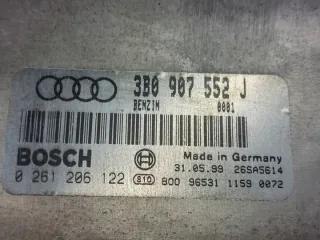 3B0 907 552 J
BENZIN 0001
BOSCH
Made in Germany
31.05.99 26SA5614
0 261 206 122 810 800 96531 1159 0072